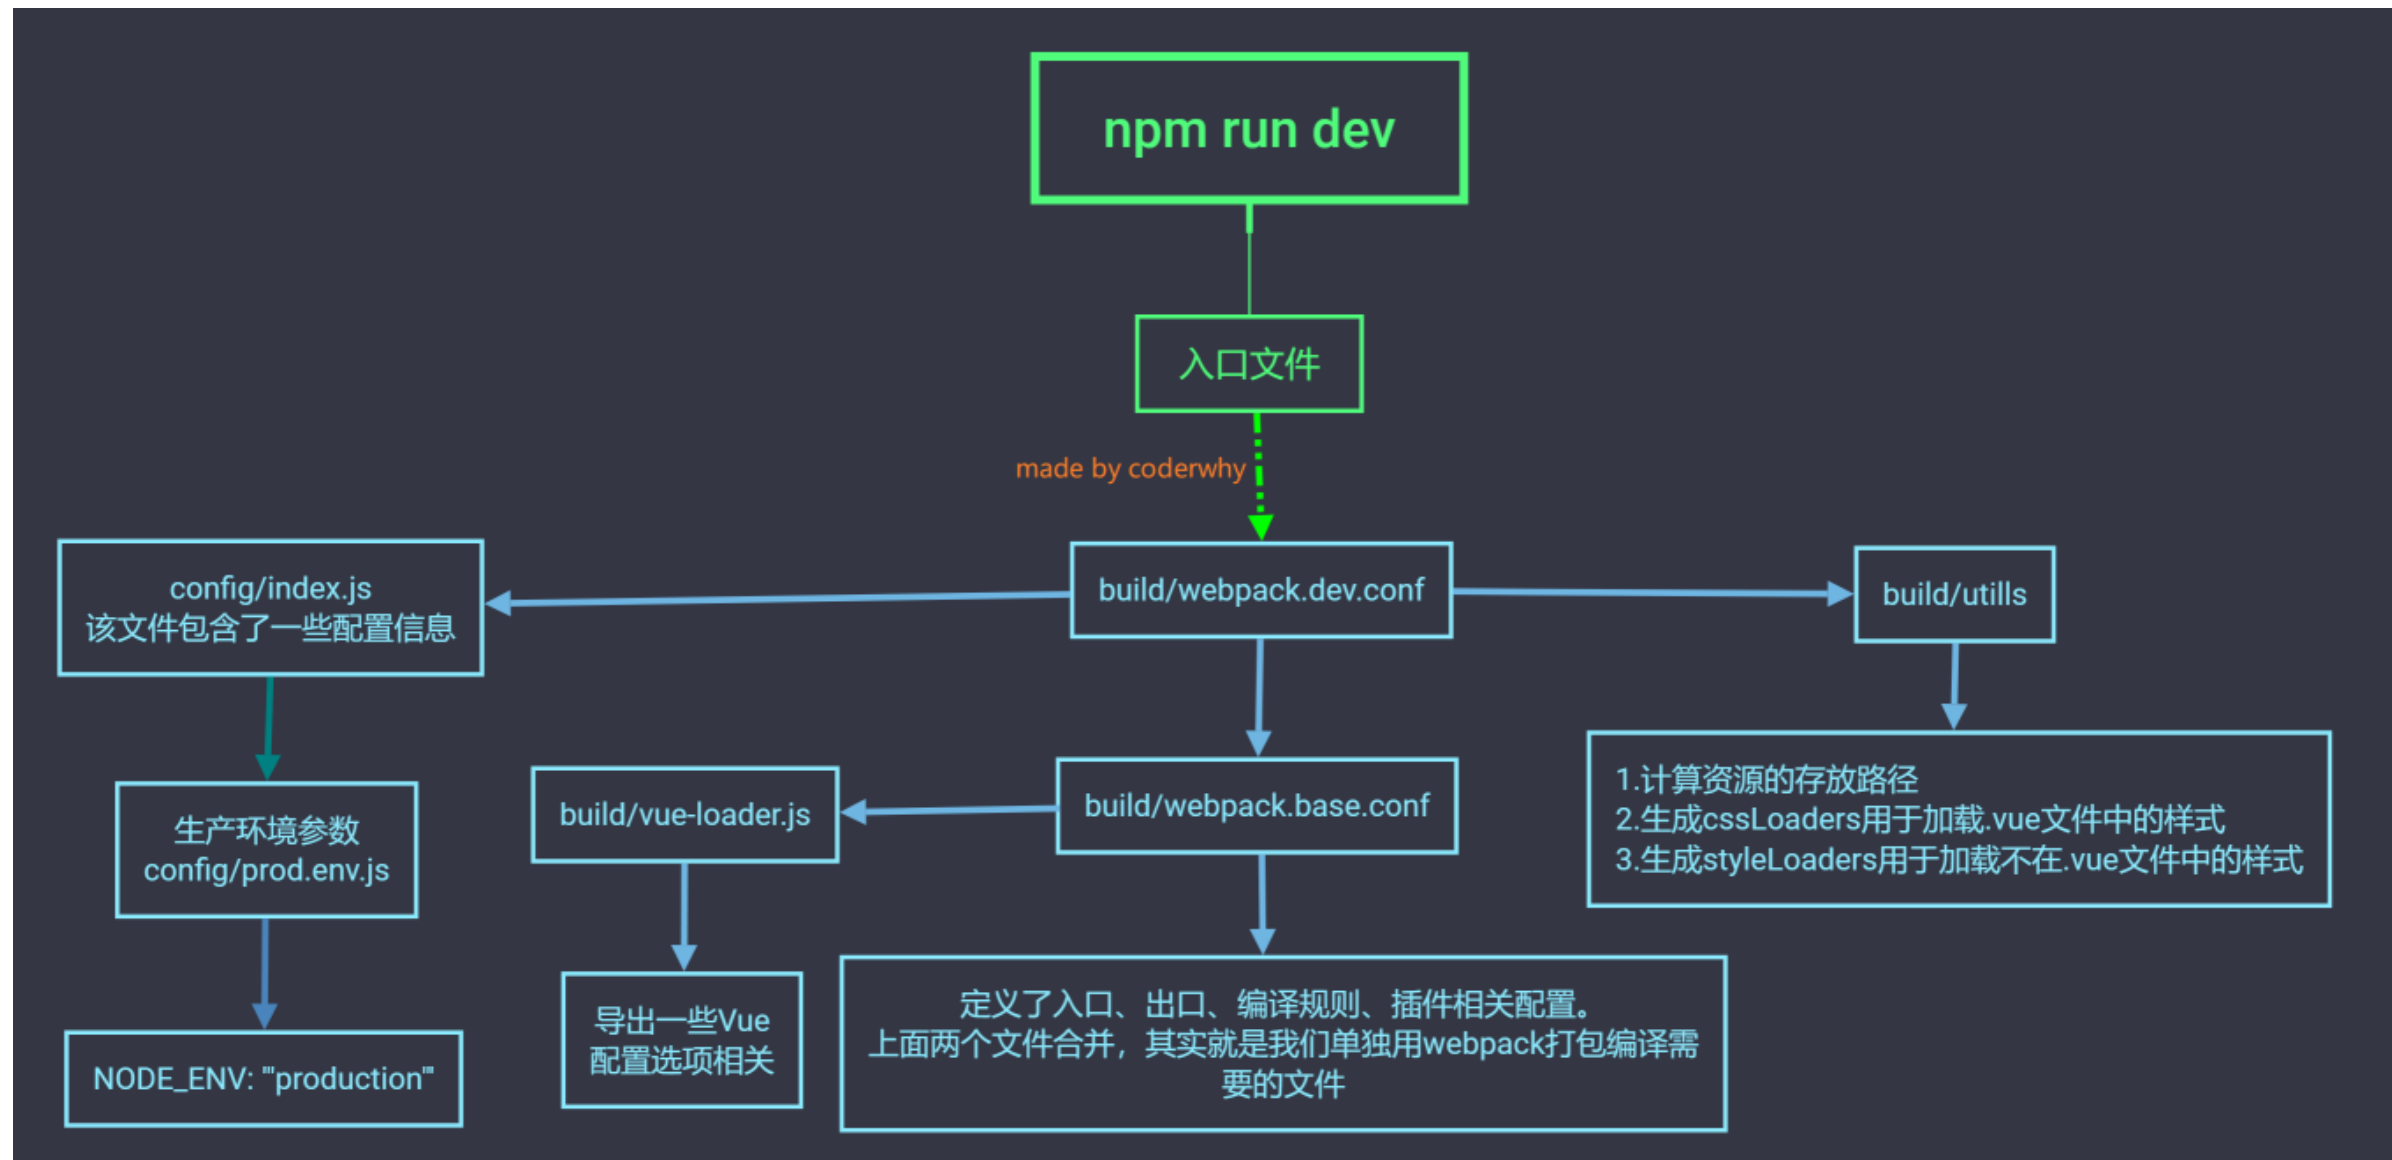 npm run dev
入口文件
made by coderwhy
config/index.js
该文件包含了一些配置信息
build/webpack.dev.conf
build/utills
生产环境参数
config/prod.env.js
build/vue-loader.js
build/webpack.base.conf
1.计算资源的存放路径
2.生成cssLoaders用于加载.vue文件中的样式
3.生成styleLoaders用于加载不在.vue文件中的样式
NODE_ENV: '"production"'
导出一些Vue
配置选项相关
定义了入口、出口、编译规则、插件相关配置。
上面两个文件合并，其实就是我们单独用webpack打包编译需
要的文件